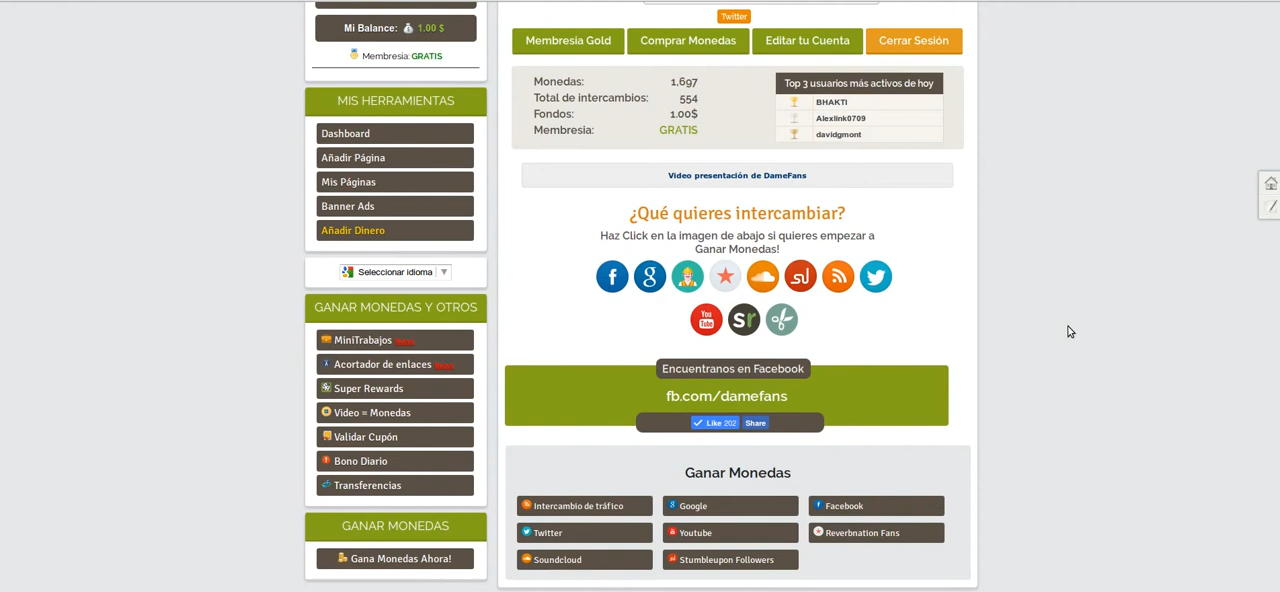 Mi Balance: 1.00 $
Membresia: GRATIS
MIS HERRAMIENTAS
Dashboard
Añadir Página
Mis Páginas
Banner Ads
Añadir Dinero
Seleccionar idioma ▼
GANAR MONEDAS Y OTROS
MiniTrabajos
Acortador de enlaces
Super Rewards
Video = Monedas
Validar Cupón
Bono Diario
Transferencias
GANAR MONEDAS
Gana Monedas Ahora!
Twitter
Membresía Gold
Comprar Monedas
Editar tu Cuenta
Cerrar Sesión
Monedas: 1,697
Total de intercambios: 554
Fondos: 1.00$
Membresia: GRATIS
Top 3 usuarios más activos de hoy
BHAKTI
Alexlink0709
davidgmont
Video presentación de DameFans
¿Qué quieres intercambiar?
Haz Click en la imagen de abajo si quieres empezar a
Ganar Monedas!
You
Tube
sr
Encuentranos en Facebook
fb.com/damefans
Like 202 Share
Ganar Monedas
Intercambio de tráfico Google Facebook
Twitter Youtube Reverbnation Fans
Soundcloud Stumbleupon Followers